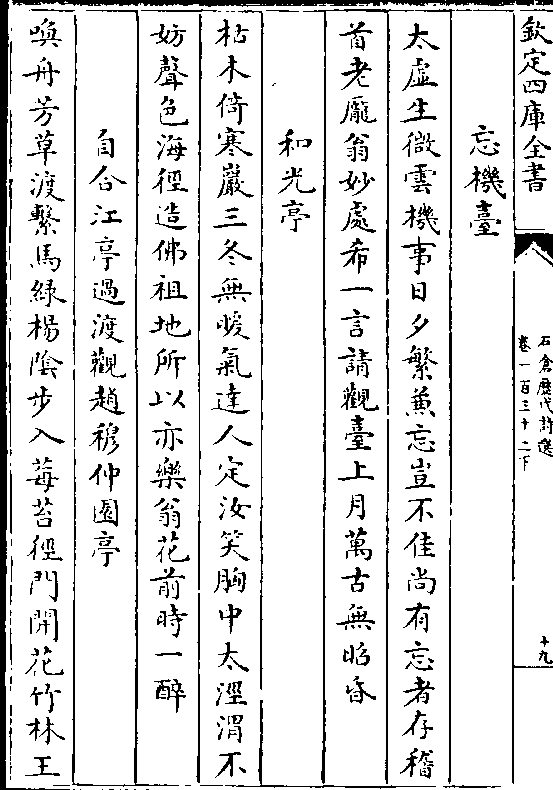 欽定四庫全書
石倉歷代詩選
卷一百三十二下
十九
忘機臺
太虛生微雲機事日夕繁兼忘豈不佳尚有忘者存稽
首老龎翁妙處希一言請觀臺上月萬古無昭昏
和光亭
枯木倚寒巖三冬無暖氣達人定汝笑胸中太涇渭不
妨聲色海徑造佛祖地所以亦樂翁花前時一醉
自合江亭過渡觀趙穆仲園亭
喚舟芳草渡繫馬綠楊陰步入莓苔徑門開花竹林王